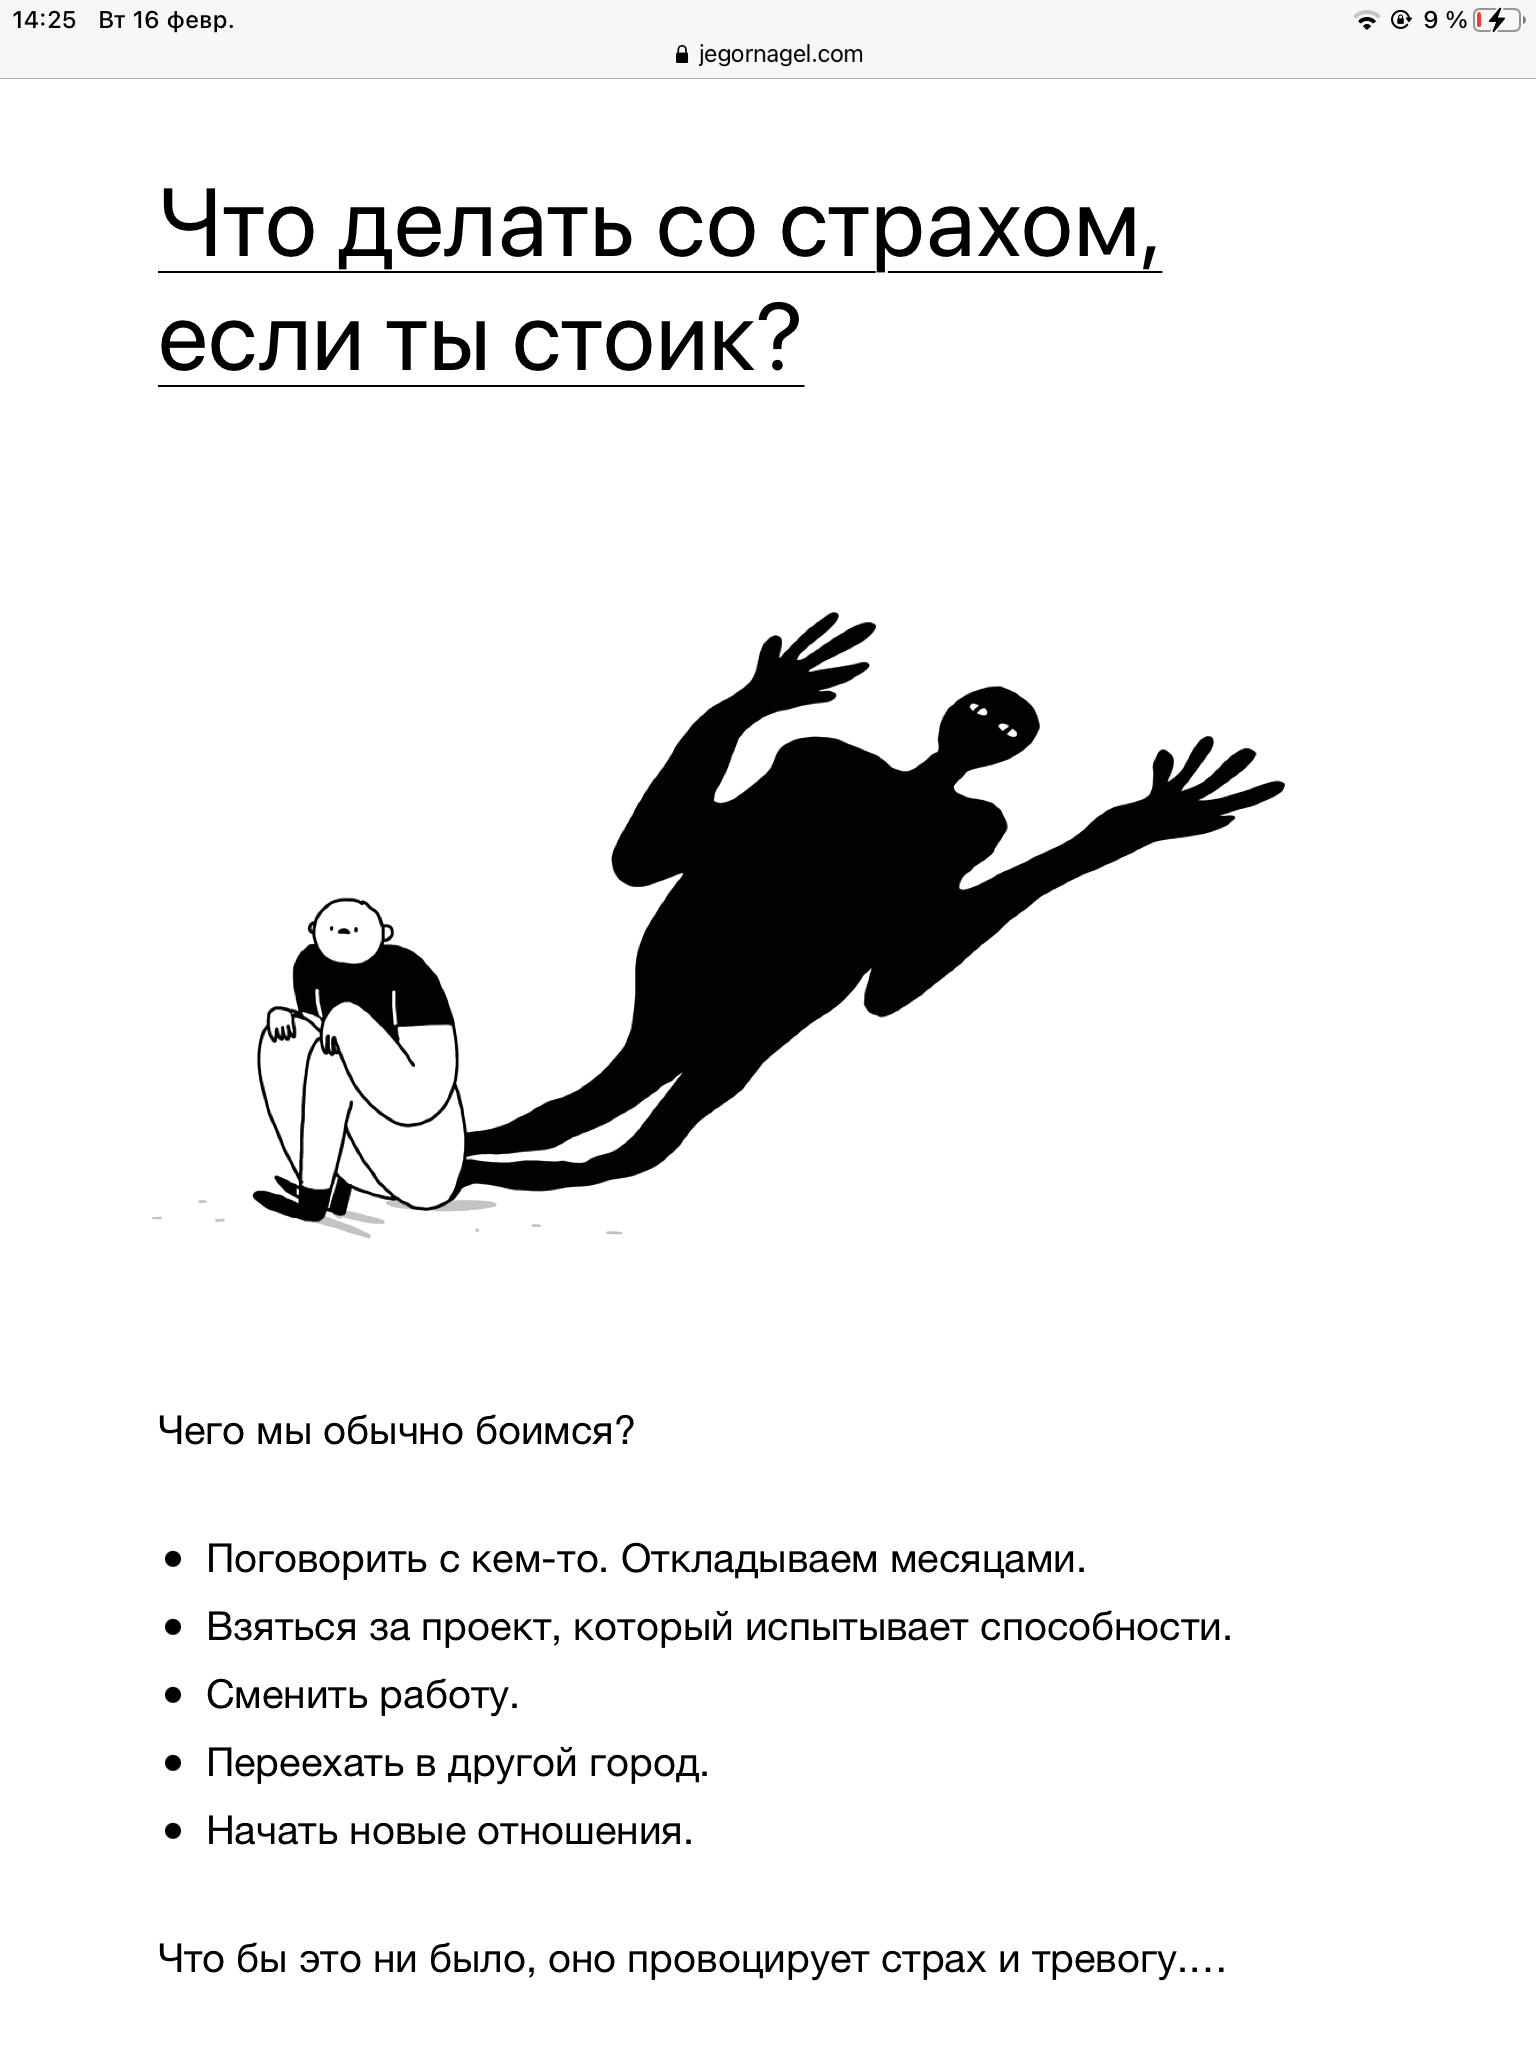 14:25 Вт 16 февр.
9 %
jegornagel.com
Что делать со страхом,
если ты стоик?
Чего мы обычно боимся?
• Поговорить с кем-то. Откладываем месяцами.
• Взяться за проект, который испытывает способности.
• Сменить работу.
• Переехать в другой город.
• Начать новые отношения.
Что бы это ни было, оно провоцирует страх и тревогу....